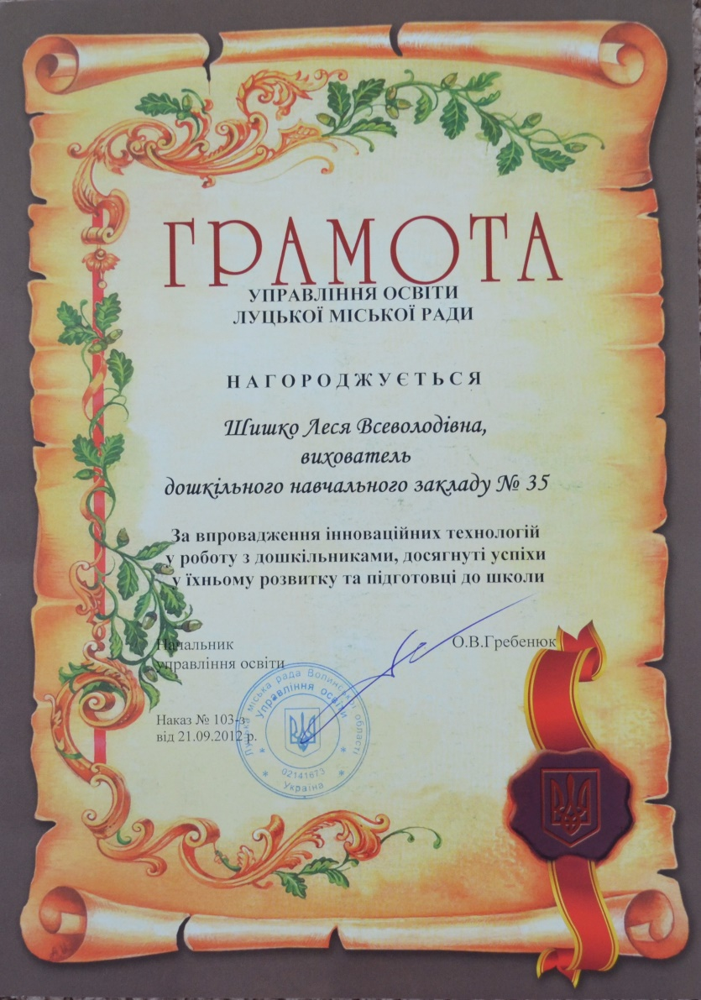 ГРАМОТА
УПРАВЛІННЯ ОСВІТИ
ЛУЦЬКОЇ МІСЬКОЇ РАДИ
НАГОРОДЖУЄТЬСЯ
Шишко Леся Всеволодівна,
вихователь
дошкільного навчального закладу № 35
За впровадження інноваційних технологій
у роботу з дошкільниками, досягнуті успіхи
у їхньому розвитку та підготовці до школи
Начальник
управління освіти
О.В.Гребенюк
Наказ № 103-з
від 21.09.2012 р.
Луцька міська рада Волинської області
Управління освіти
02141673
Україна